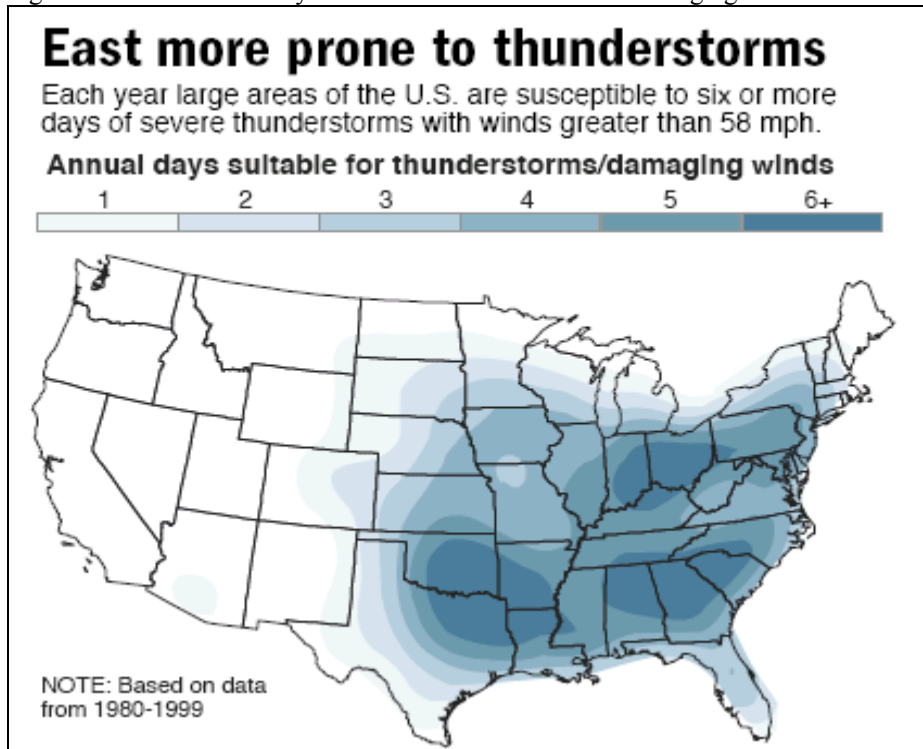 East more prone to thunderstorms
Each year large areas of the U.S. are susceptible to six or more
days of severe thunderstorms with winds greater than 58 mph.
Annual days suitable for thunderstorms/damaging winds
1 2 3 4 5 6+
NOTE: Based on data
from 1980-1999